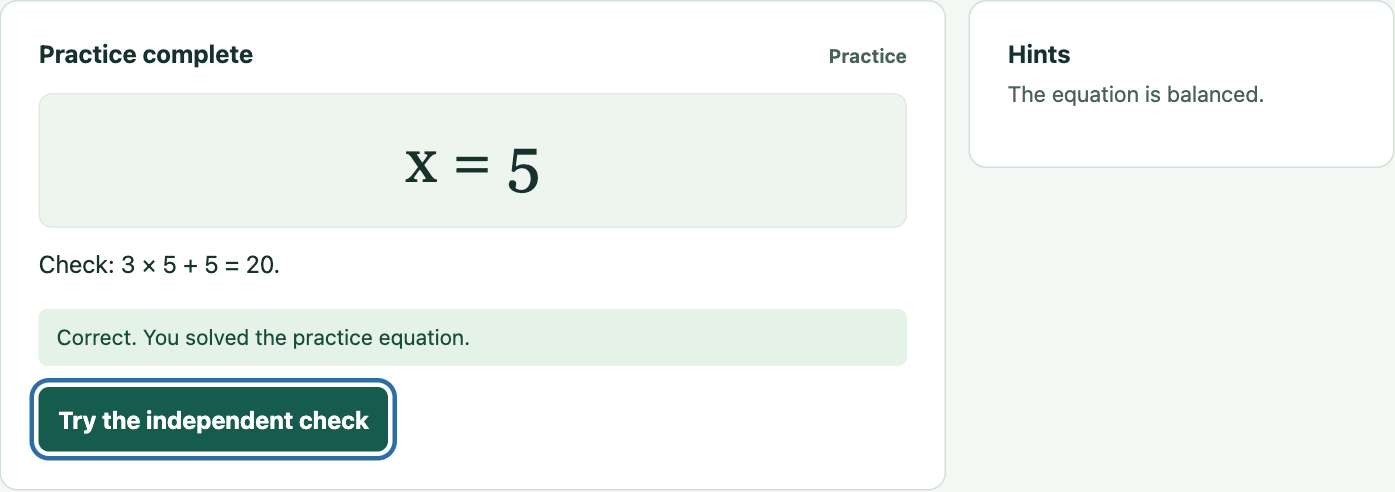 Practice complete
Practice
x = 5
Check: 3 × 5 + 5 = 20.
Correct. You solved the practice equation.
Try the independent check
Hints
The equation is balanced.